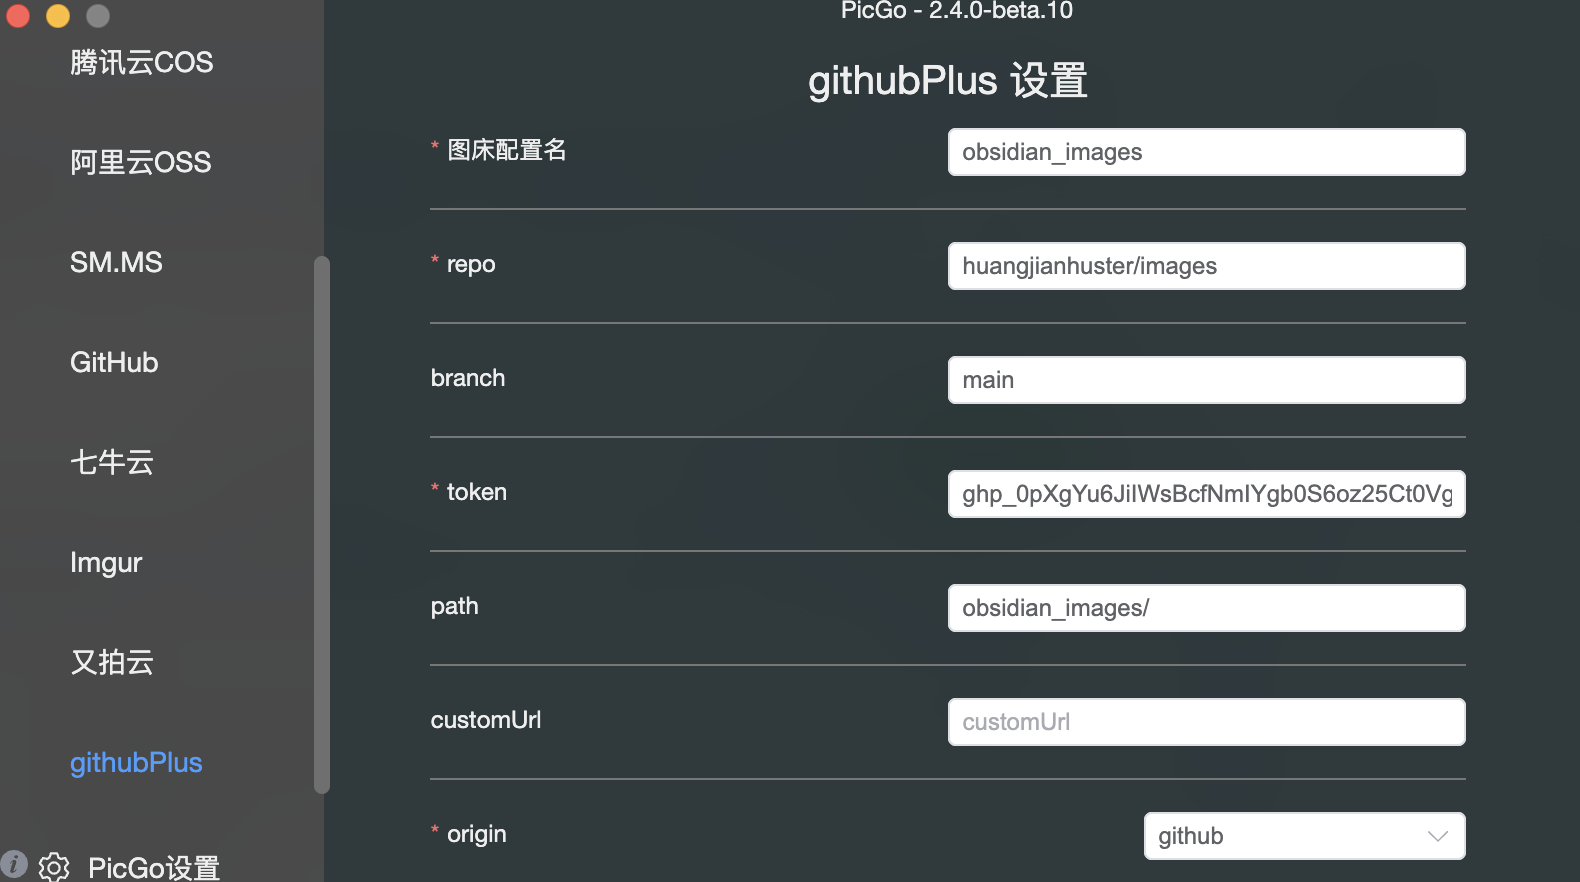 PicGo - 2.4.0-beta.10
腾讯云COS
阿里云OSS
SM.MS
GitHub
七牛云
Imgur
又拍云
githubPlus
i
PicGo设置
githubPlus 设置
* 图床配置名
obsidian_images
* repo
huangjianhuster/images
branch
main
* token
path
obsidian_images/
customUrl
customUrl
* origin
github